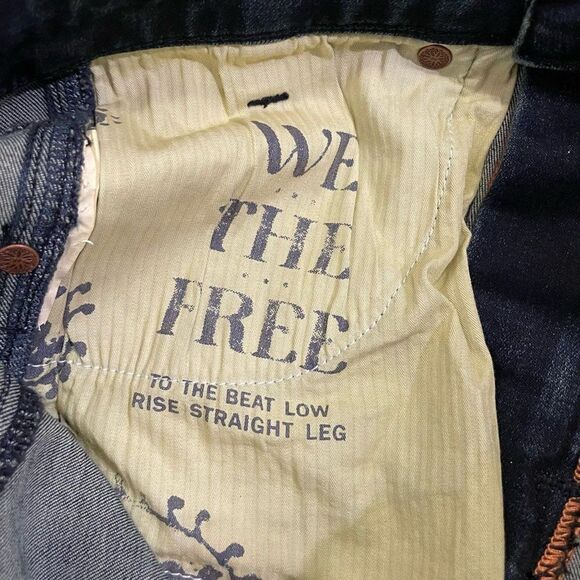 WE
THE
FREE
TO THE BEAT LOW
RISE STRAIGHT LEG